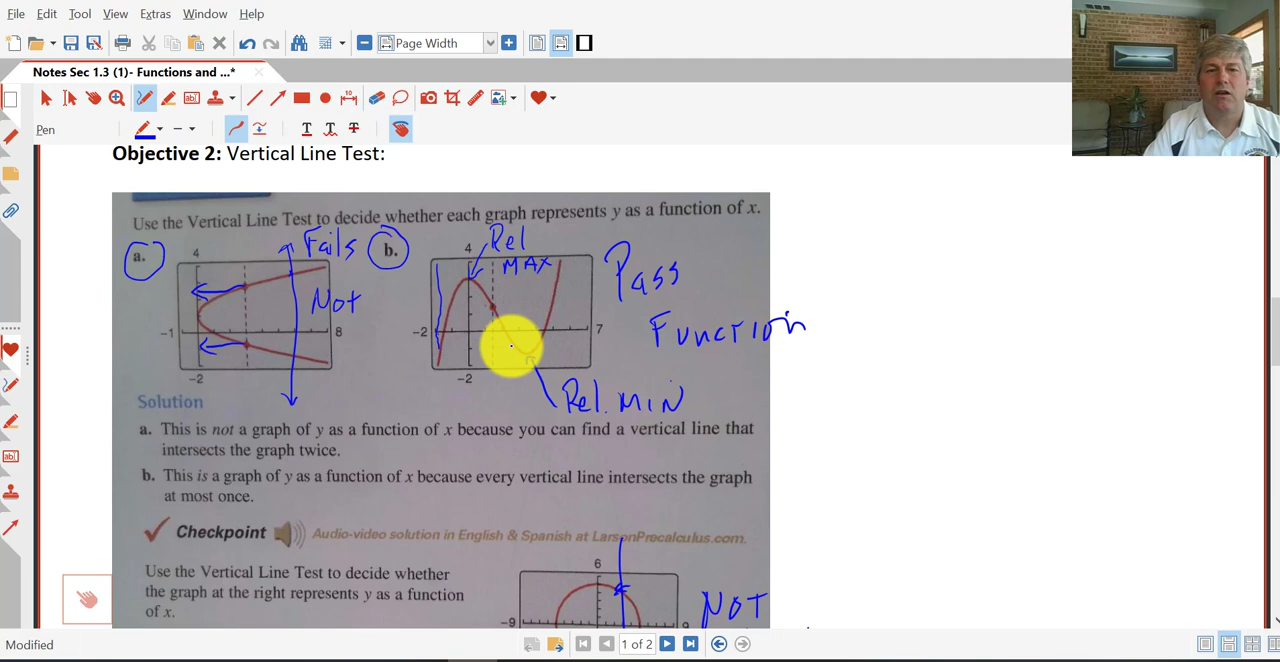 File Edit Tool View Extras Window Help
Page Width
Notes Sec 1.3 (1)- Functions and ...*
Pen
Objective 2: Vertical Line Test:
Use the Vertical Line Test to decide whether each graph represents y as a function of x.
a. 4 Fails b. 4 Rel
MAX Pass
Not
-1 8 -2 7 Function
-2 -2
Rel. MIN
Solution
a. This is not a graph of y as a function of x because you can find a vertical line that
intersects the graph twice.
b. This is a graph of y as a function of x because every vertical line intersects the graph
at most once.
Checkpoint Audio-video solution in English & Spanish at LarsonPrecalculus.com.
Use the Vertical Line Test to decide whether
the graph at the right represents y as a function
of x.
6
-9 9
NOT
1 of 2
Modified